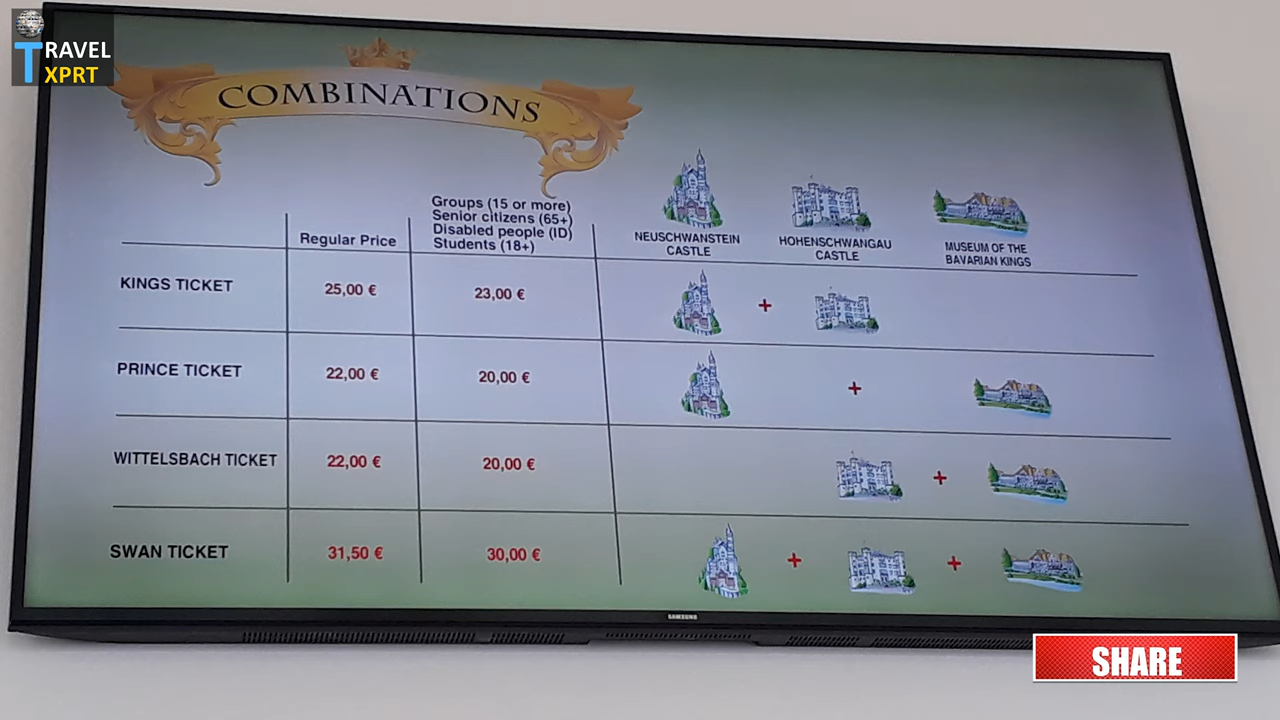 TRAVEL
XPRT
COMBINATIONS
Regular Price
Groups (15 or more)
Senior citizens (65+)
Disabled people (ID)
Students (18+)
NEUSCHWANSTEIN
CASTLE
HOHENSCHWANGAU
CASTLE
MUSEUM OF THE
BAVARIAN KINGS
KINGS TICKET 25,00 € 23,00 € +
PRINCE TICKET 22,00 € 20,00 € +
WITTELSBACH TICKET 22,00 € 20,00 € +
SWAN TICKET 31,50 € 30,00 € + +
SAMSUNG
SHARE